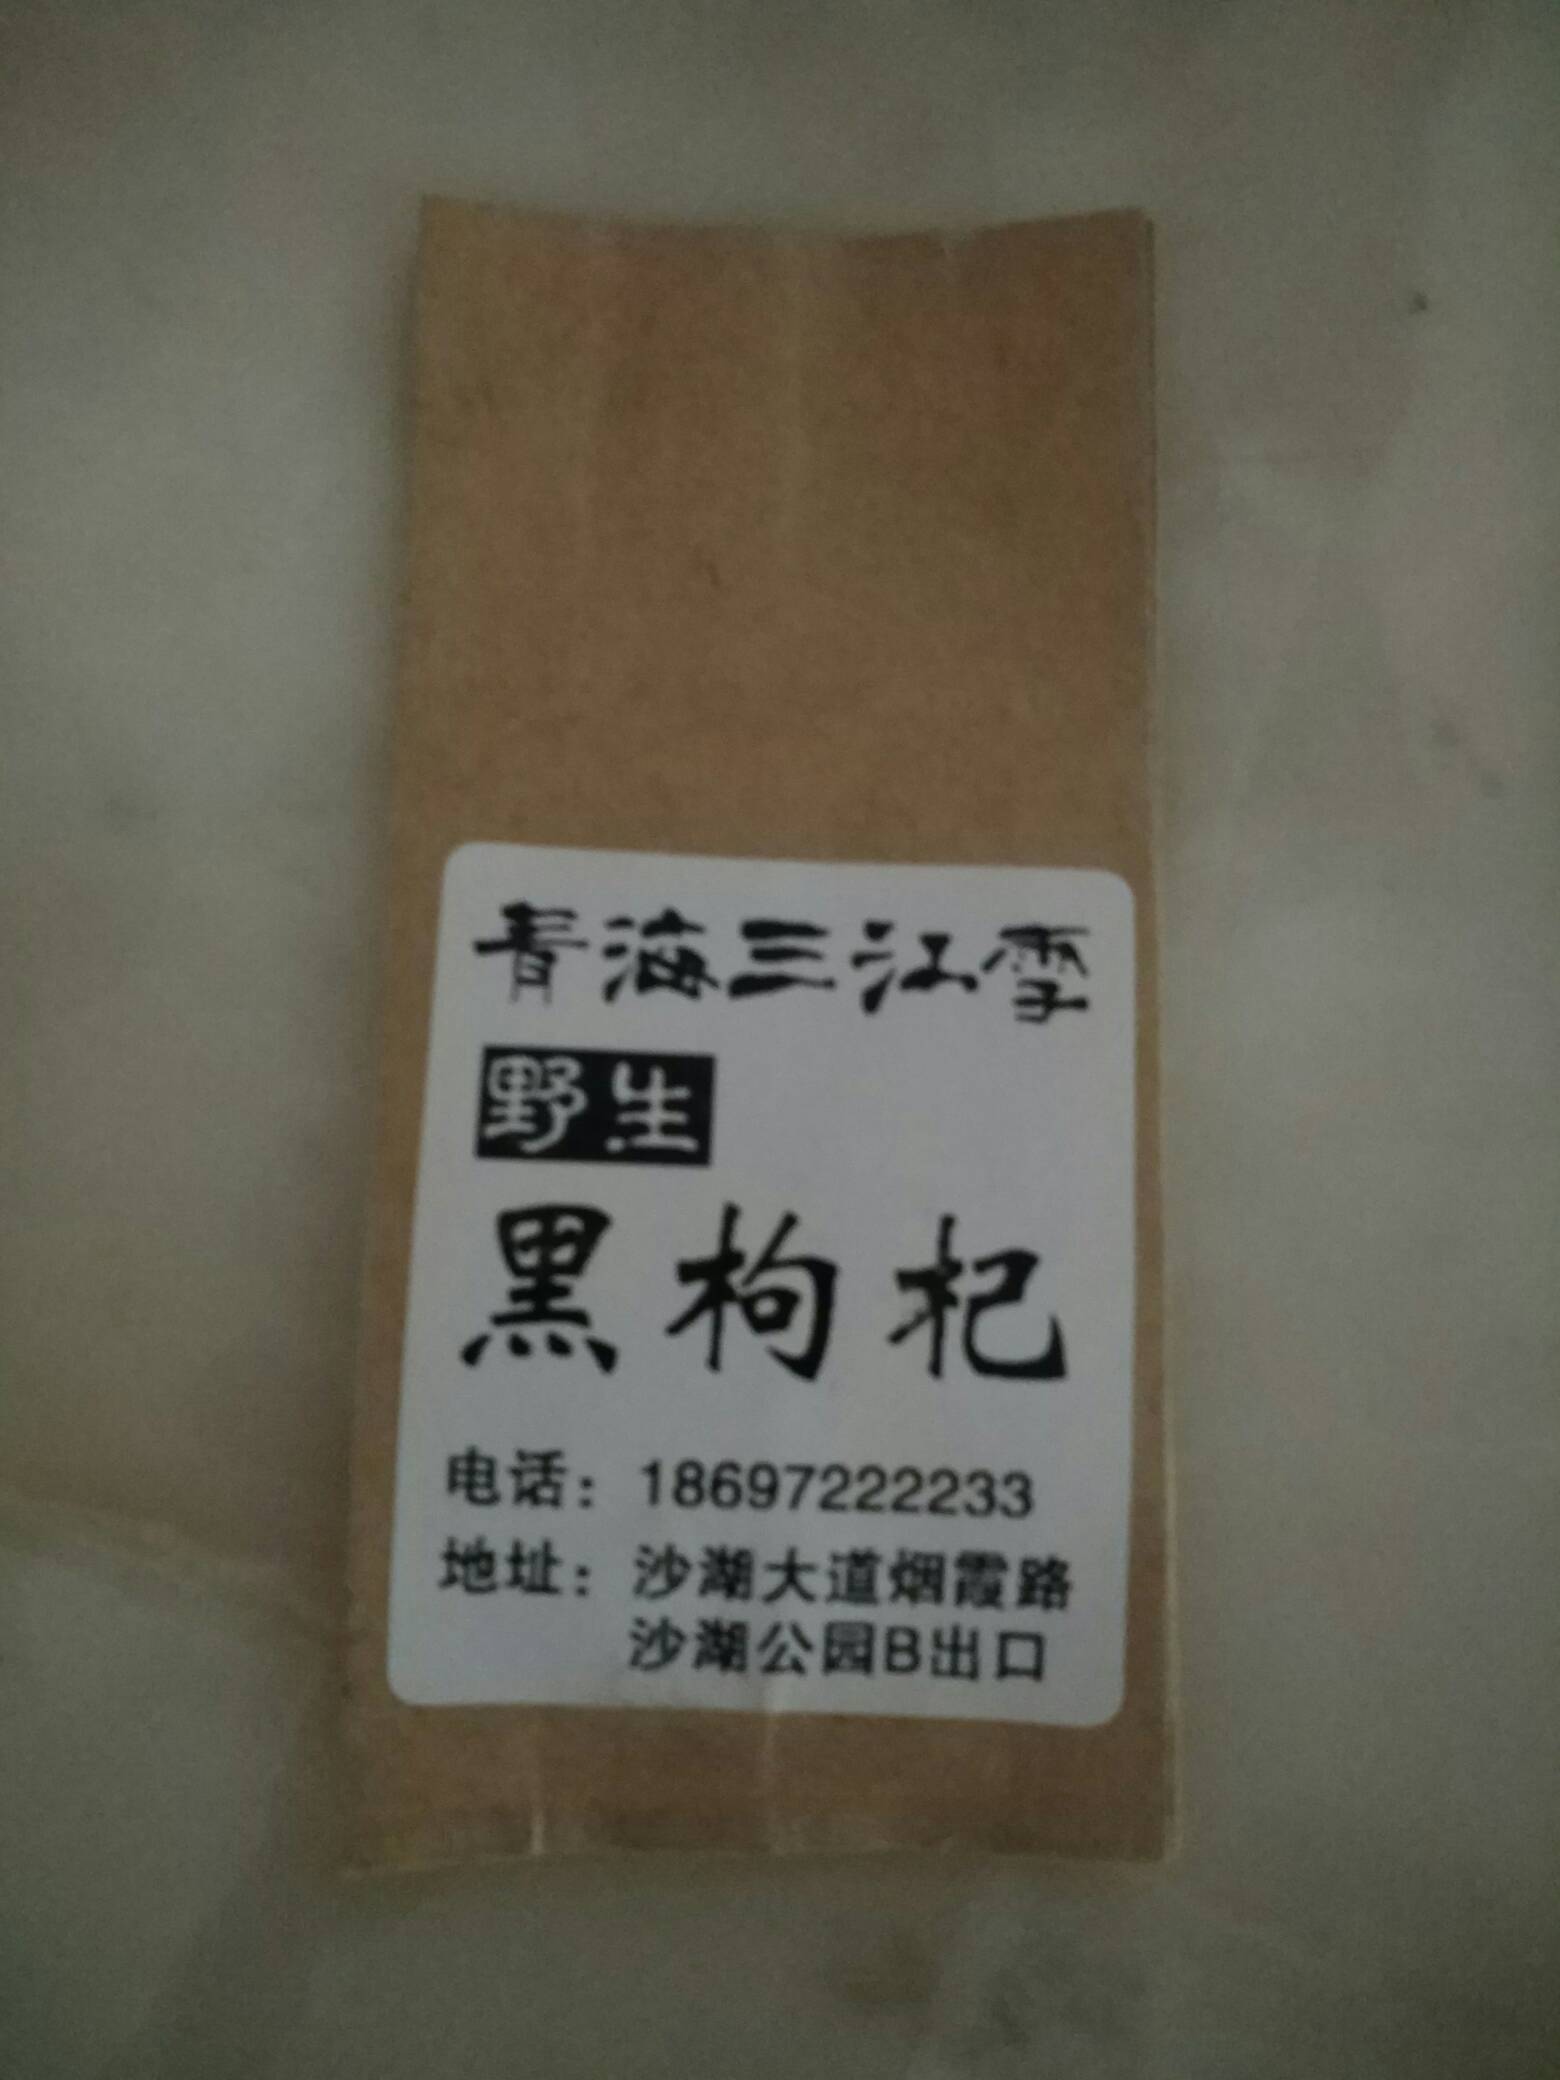 青海三江雪
野生
黑枸杞
电话：18697222233
地址：沙湖大道烟霞路
沙湖公园B出口